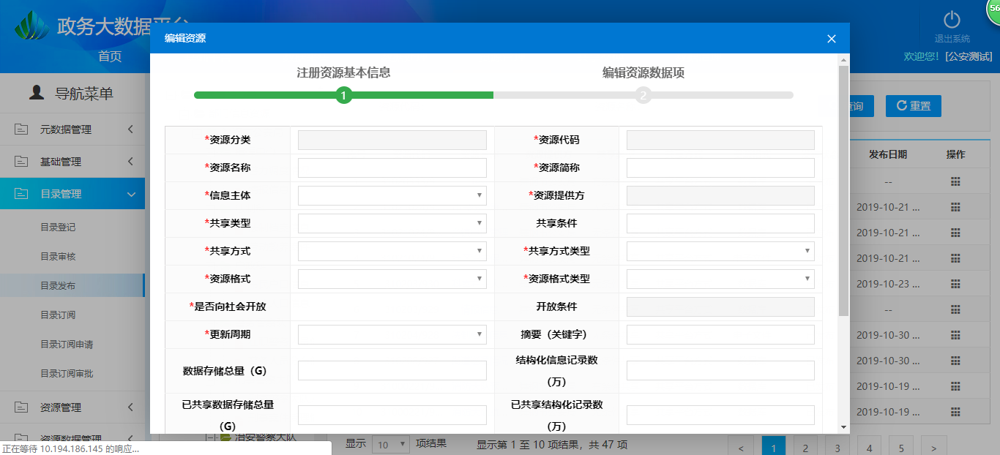 政务大数据平台
首页
退出系统
56
欢迎您！[公安测试]
导航菜单
元数据管理
基础管理
目录管理
目录登记
目录审核
目录发布
目录订阅
目录订阅申请
目录订阅审批
资源管理
资源数据管理
编辑资源
×
注册资源基本信息
编辑资源数据项
1
2
*资源分类
*资源代码
*资源名称
*资源简称
*信息主体
*资源提供方
*共享类型
共享条件
*共享方式
*共享方式类型
*资源格式
*资源格式类型
*是否向社会开放
开放条件
*更新周期
摘要（关键字）
数据存储总量（G）
结构化信息记录数
（万）
已共享数据存储总量
（G）
已共享结构化记录数
（万）
查询
重置
发布日期
操作
--
2019-10-21 ...
2019-10-21 ...
2019-10-21 ...
2019-10-23 ...
--
2019-10-30 ...
2019-10-30 ...
2019-10-19 ...
2019-10-19 ...
治安警察大队
显示 10 项结果
显示第 1 至 10 项结果，共 47 项
< 1 2 3 4 5 >
正在等待 10.194.186.145 的响应...